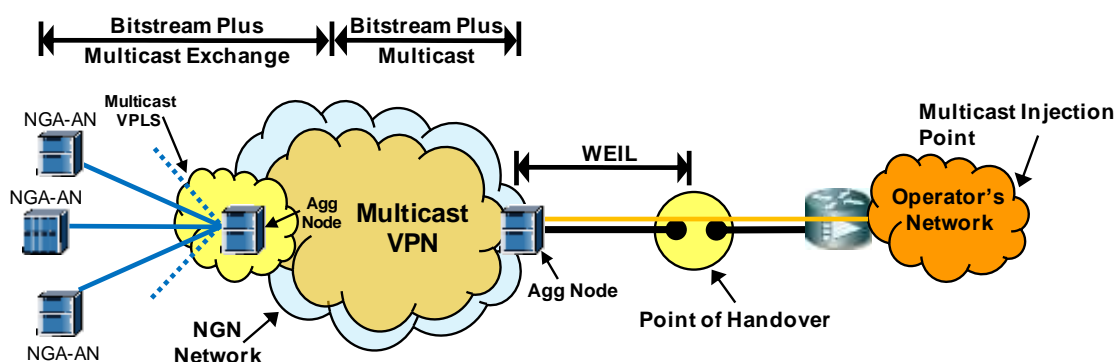 Bitstream Plus
Multicast Exchange
Bitstream Plus
Multicast
Multicast
VPLS
NGA-AN
NGA-AN
NGA-AN
Agg
Node
Multicast
VPN
NGN
Network
WEIL
Agg Node
Point of Handover
Multicast Injection
Point
Operator's
Network